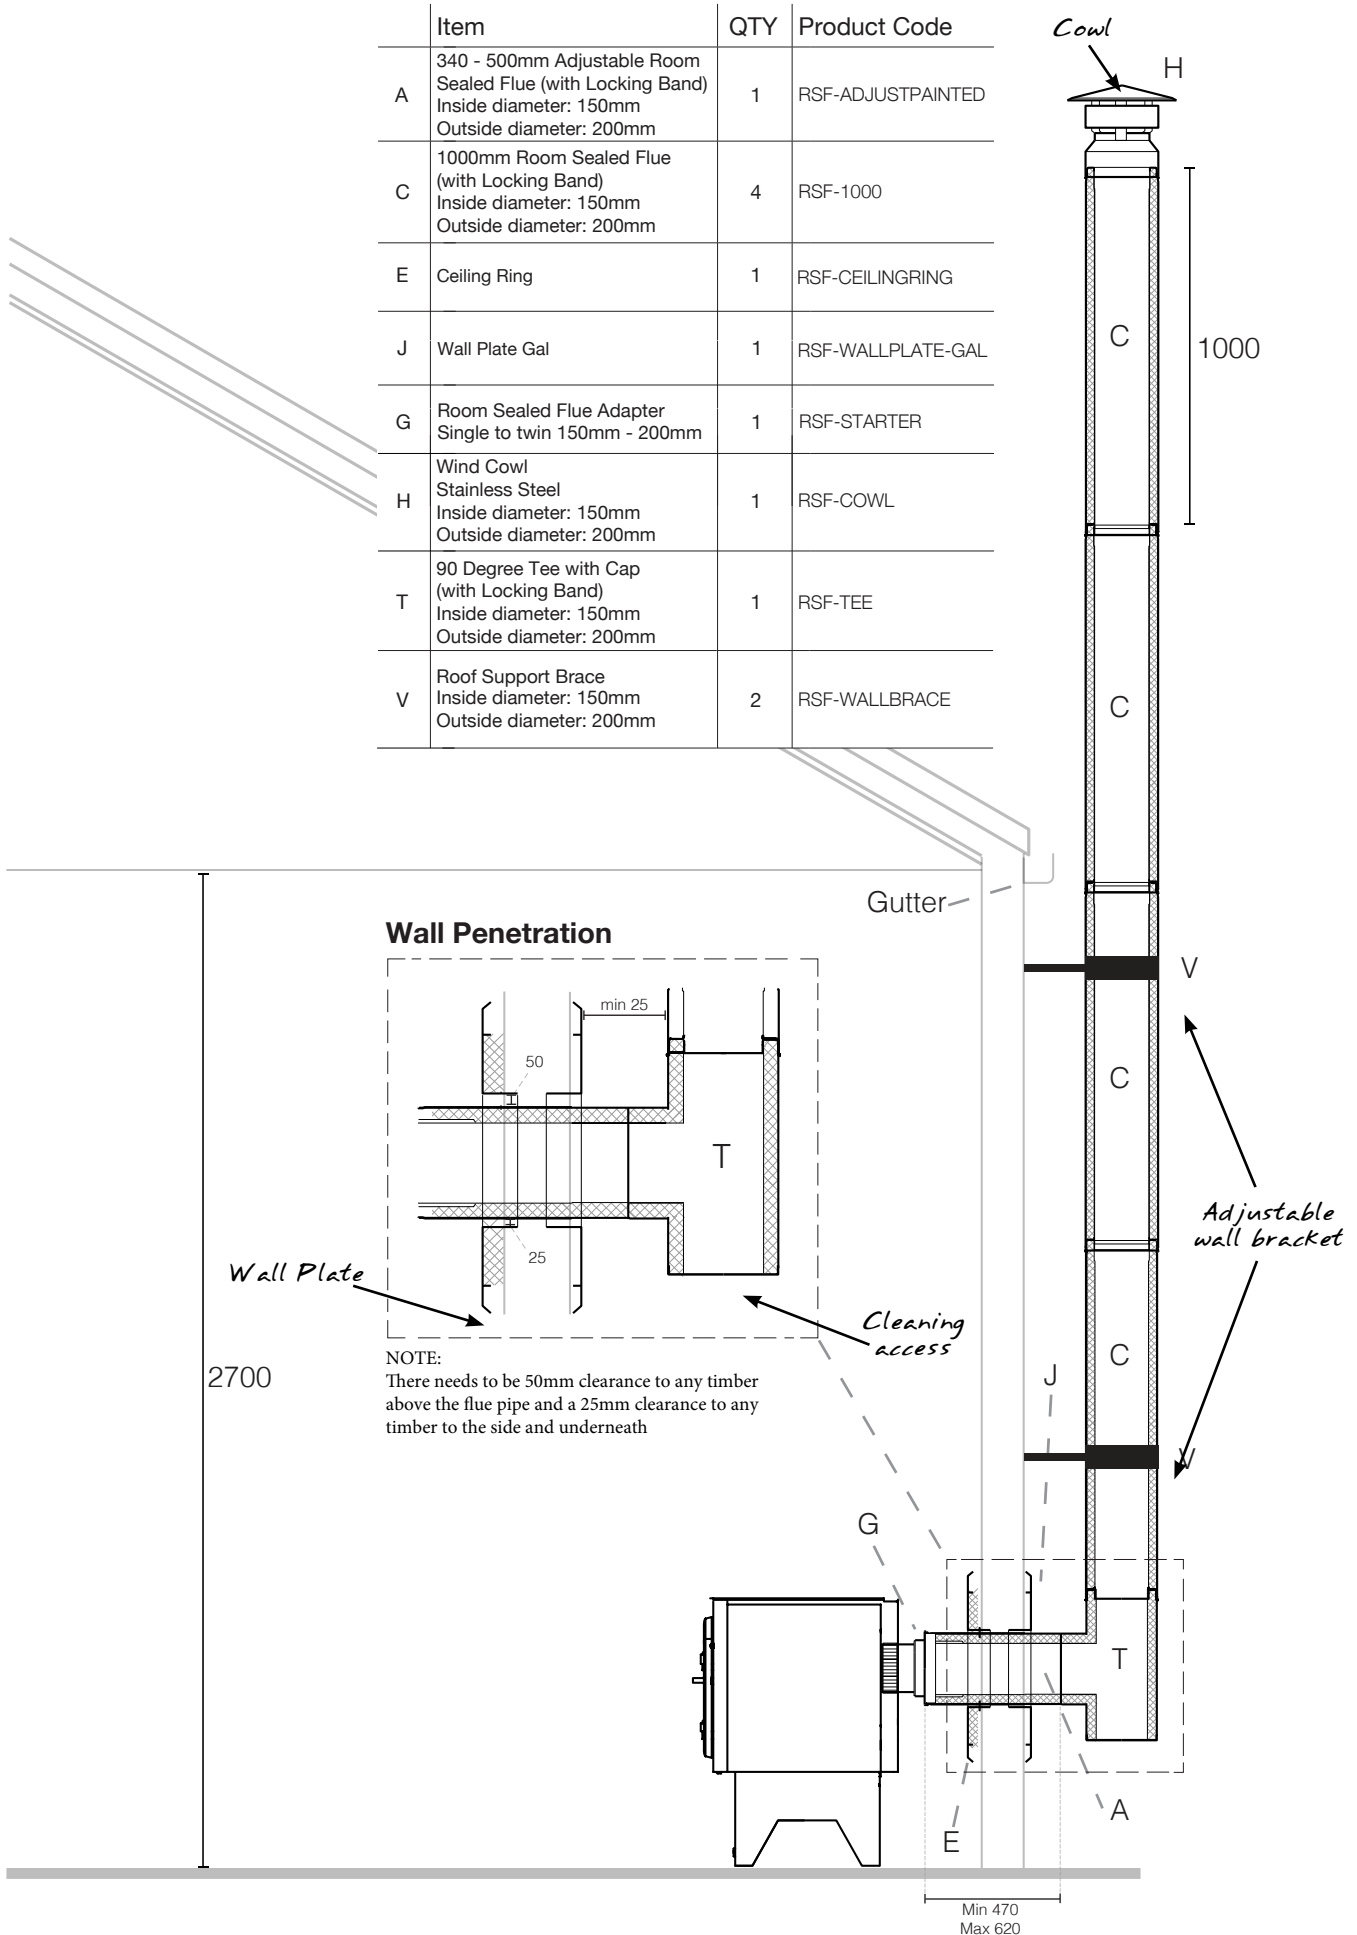 Item QTY Product Code
A
340 - 500mm Adjustable Room
Sealed Flue (with Locking Band)
Inside diameter: 150mm
Outside diameter: 200mm
1
RSF-ADJUSTPAINTED
C
1000mm Room Sealed Flue
(with Locking Band)
Inside diameter: 150mm
Outside diameter: 200mm
4
RSF-1000
E
Ceiling Ring
1
RSF-CEILINGRING
J
Wall Plate Gal
1
RSF-WALLPLATE-GAL
G
Room Sealed Flue Adapter
Single to twin 150mm - 200mm
1
RSF-STARTER
H
Wind Cowl
Stainless Steel
Inside diameter: 150mm
Outside diameter: 200mm
1
RSF-COWL
T
90 Degree Tee with Cap
(with Locking Band)
Inside diameter: 150mm
Outside diameter: 200mm
1
RSF-TEE
V
Roof Support Brace
Inside diameter: 150mm
Outside diameter: 200mm
2
RSF-WALLBRACE
Cowl
H
C
1000
C
Gutter
V
C
Adjustable
wall bracket
C
J
V
Wall Penetration
min 25
50
T
25
Wall Plate
Cleaning
access
NOTE:
There needs to be 50mm clearance to any timber
above the flue pipe and a 25mm clearance to any
timber to the side and underneath
2700
G
T
A
E
Min 470
Max 620